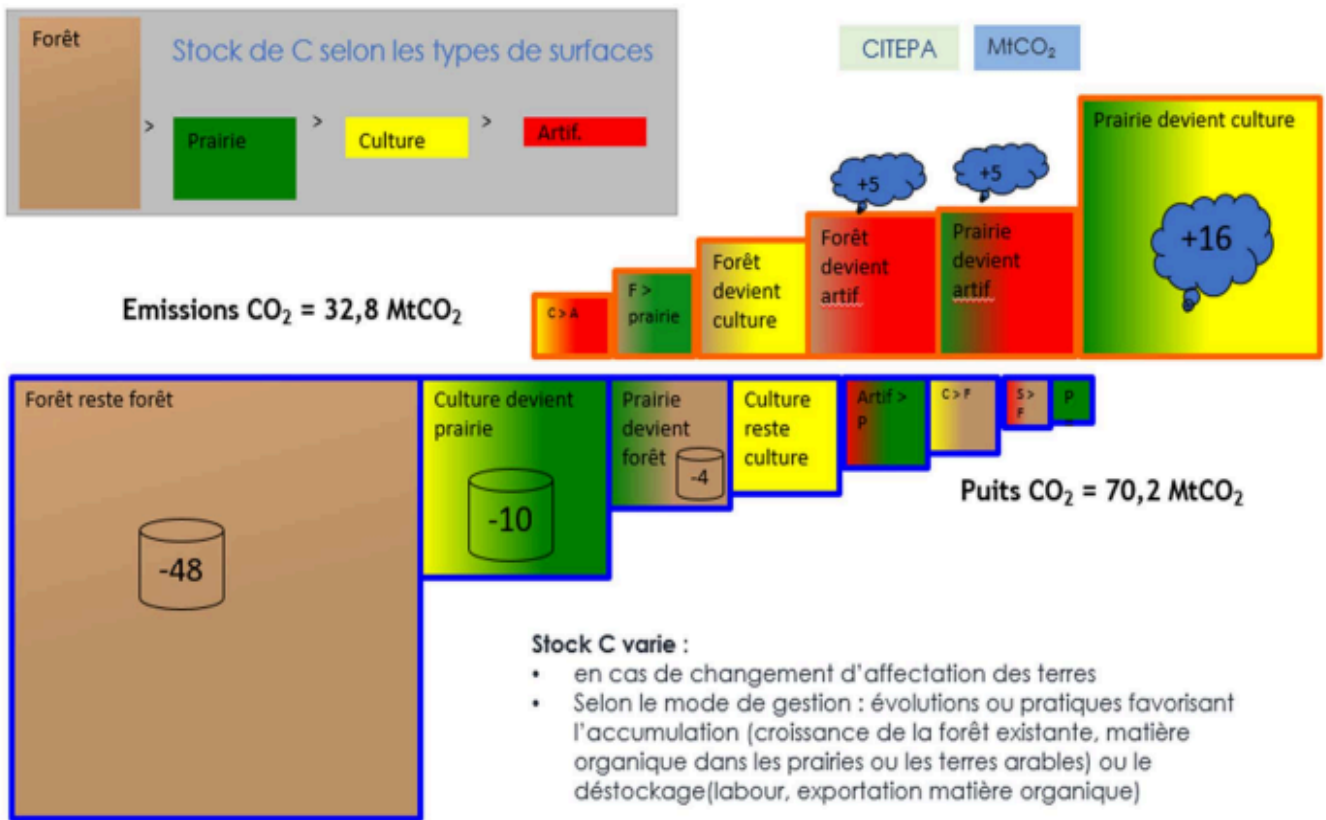 Forêt
Stock de C selon les types de surfaces
>
Prairie
>
Culture
>
Artif.
CITEPA
MtCO₂
Prairie devient culture
+16
+5
+5
Forêt
devient
artif
Prairie
devient
artif
Forêt
devient
culture
F >
prairie
C > A
Emissions CO₂ = 32,8 MtCO₂
Forêt reste forêt
-48
Culture devient
prairie
-10
Prairie
devient
forêt
-4
Culture
reste
culture
Artif >
P
C > F
S >
F
P
Puits CO₂ = 70,2 MtCO₂
Stock C varie :
• en cas de changement d'affectation des terres
• Selon le mode de gestion : évolutions ou pratiques favorisant
l'accumulation (croissance de la forêt existante, matière
organique dans les prairies ou les terres arables) ou le
déstockage(labour, exportation matière organique)